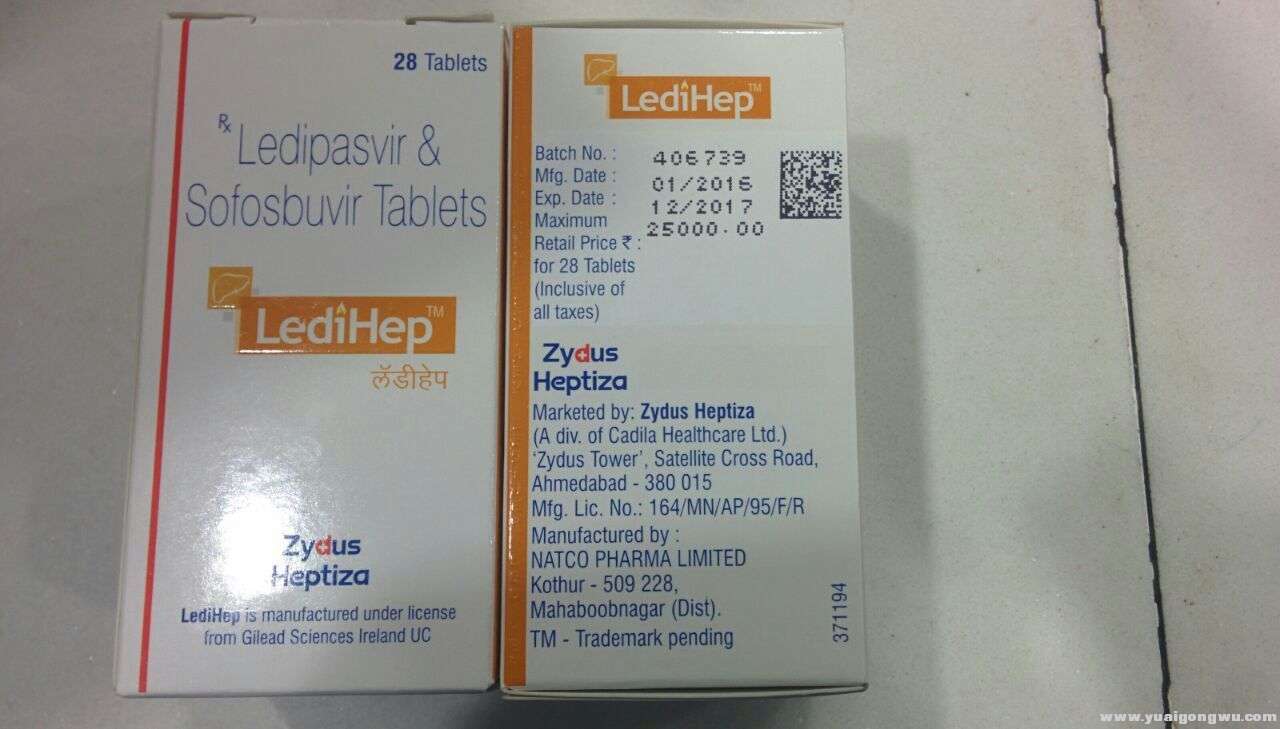 28 Tablets
Rx Ledipasvir &
Sofosbuvir Tablets
LediHep™
लॅडीहेप
Zydus
Heptiza
LediHep is manufactured under license
from Gilead Sciences Ireland UC
LediHep™
Batch No. : 406739
Mfg. Date : 01/2016
Exp. Date : 12/2017
Maximum 25000.00
Retail Price ₹ :
for 28 Tablets
(Inclusive of
all taxes)
Zydus
Heptiza
Marketed by: Zydus Heptiza
(A div. of Cadila Healthcare Ltd.)
‘Zydus Tower’, Satellite Cross Road,
Ahmedabad - 380 015
Mfg. Lic. No.: 164/MN/AP/95/F/R
Manufactured by :
NATCO PHARMA LIMITED
Kothur - 509 228,
Mahaboobnagar (Dist).
TM - Trademark pending
371194
www.yuaigongwu.com